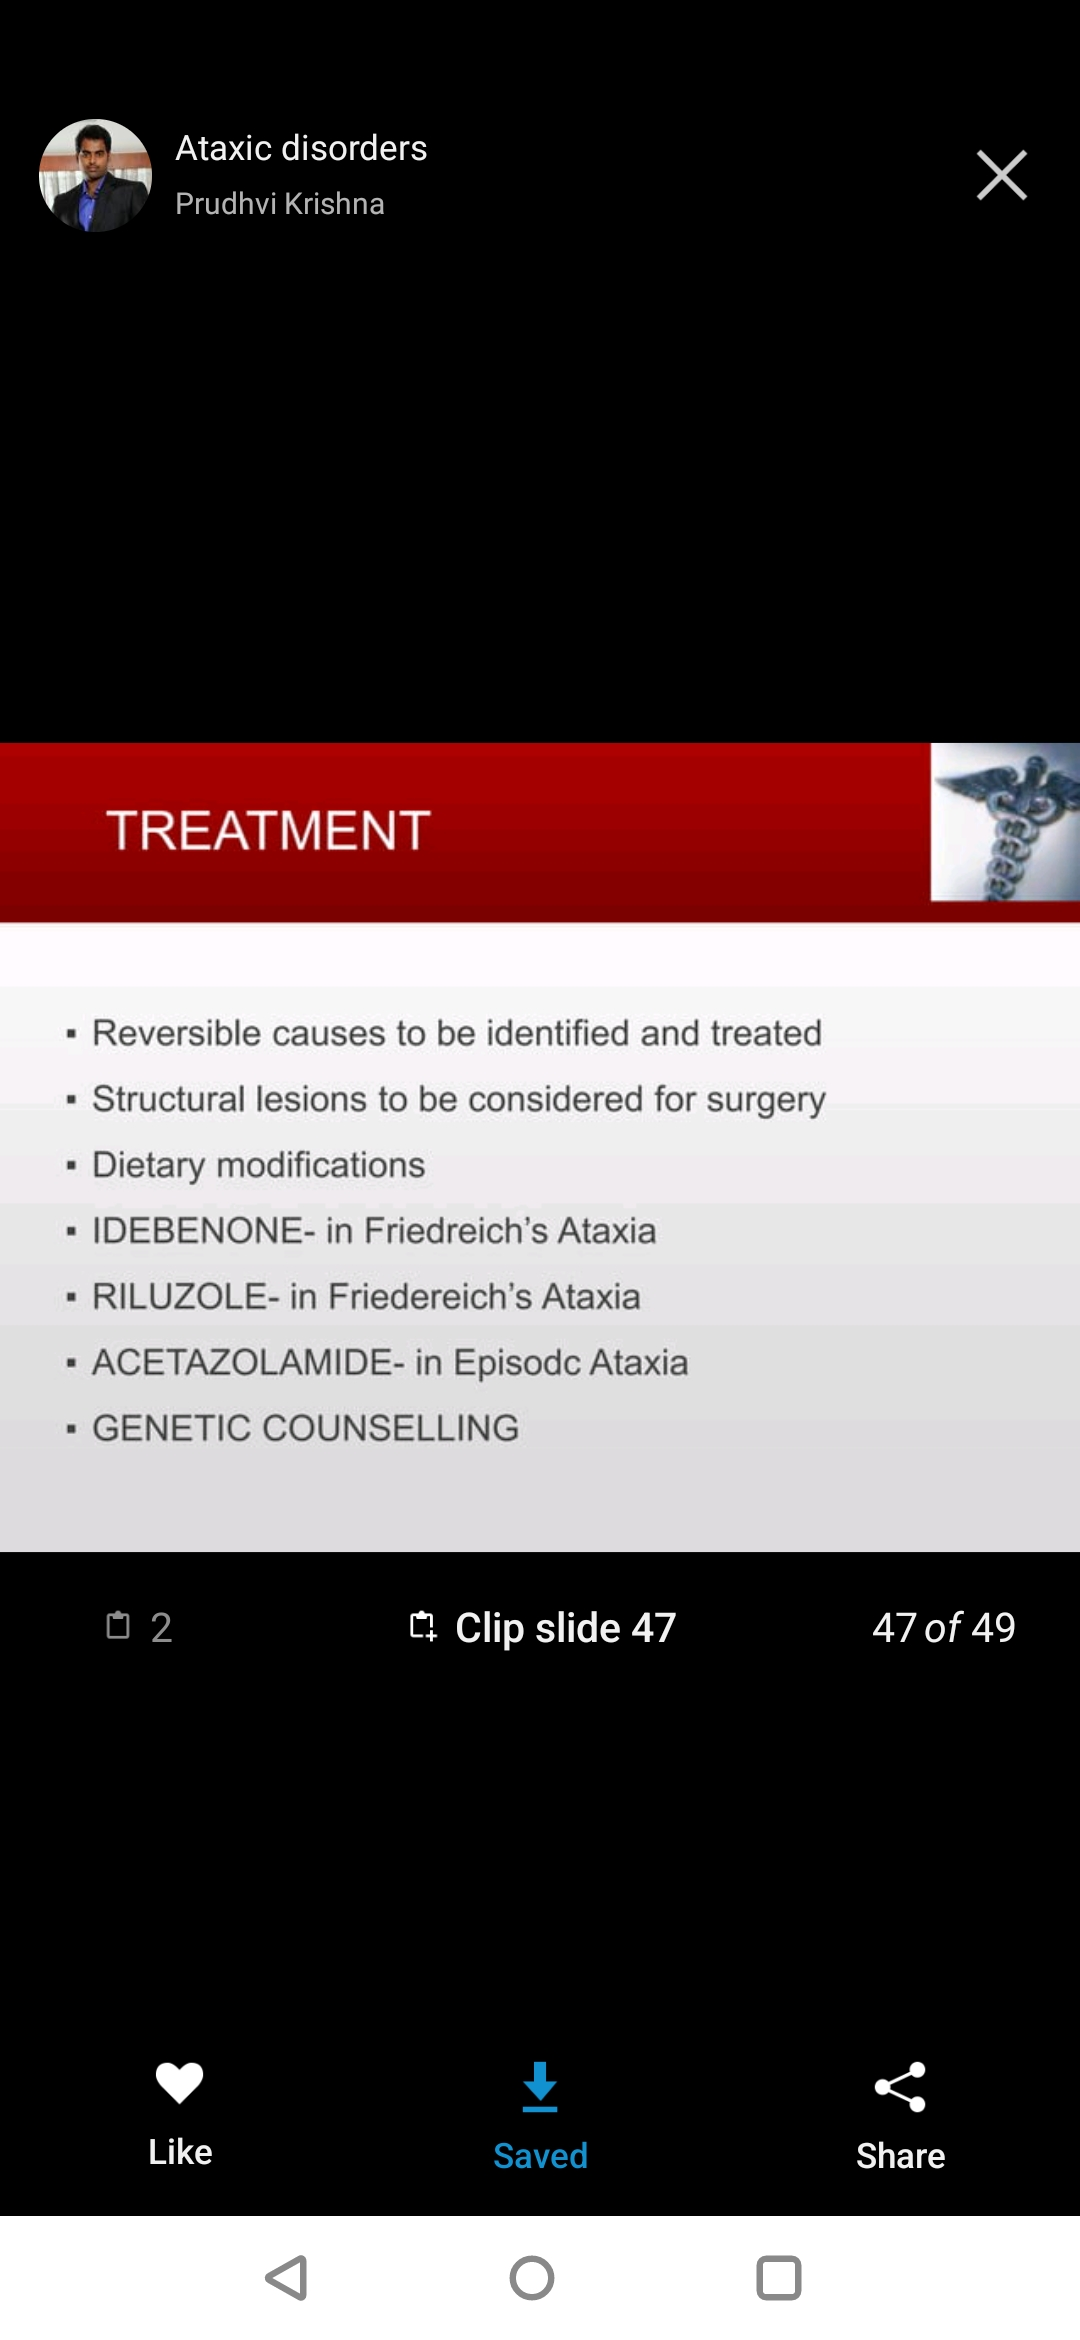 Ataxic disorders
Prudhvi Krishna
TREATMENT
▪ Reversible causes to be identified and treated
▪ Structural lesions to be considered for surgery
▪ Dietary modifications
▪ IDEBENONE- in Friedreich's Ataxia
▪ RILUZOLE- in Friedereich's Ataxia
▪ ACETAZOLAMIDE- in Episodc Ataxia
▪ GENETIC COUNSELLING
2 Clip slide 47 47 of 49
Like Saved Share